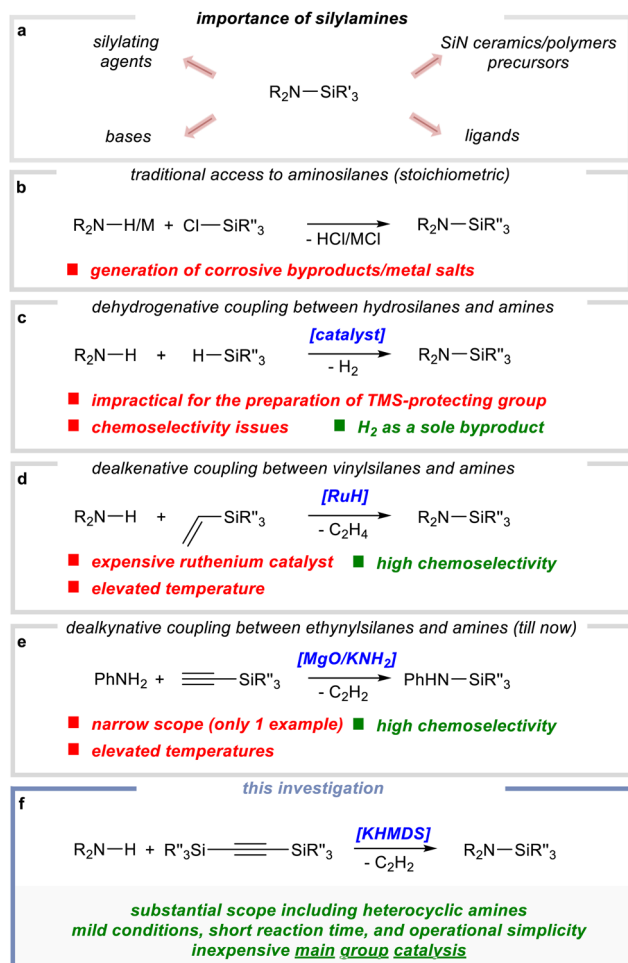 importance of silylamines
a
silylating
agents
SiN ceramics/polymers
precursors
R2N—SiR'3
bases
ligands
traditional access to aminosilanes (stoichiometric)
b
R2N—H/M + Cl—SiR''3
- HCl/MCl
R2N—SiR''3
generation of corrosive byproducts/metal salts
dehydrogenative coupling between hydrosilanes and amines
c
[catalyst]
R2N—H + H—SiR''3
- H2
R2N—SiR''3
impractical for the preparation of TMS-protecting group
chemoselectivity issues
H2 as a sole byproduct
dealkenative coupling between vinylsilanes and amines
d
[RuH]
R2N—H + SiR''3
- C2H4
R2N—SiR''3
expensive ruthenium catalyst
high chemoselectivity
elevated temperature
dealkynative coupling between ethynylsilanes and amines (till now)
e
[MgO/KNH2]
PhNH2 + SiR''3
- C2H2
PhHN—SiR''3
narrow scope (only 1 example)
high chemoselectivity
elevated temperatures
this investigation
f
[KHMDS]
R2N—H + R''3Si SiR''3
- C2H2
R2N—SiR''3
substantial scope including heterocyclic amines
mild conditions, short reaction time, and operational simplicity
inexpensive main group catalysis